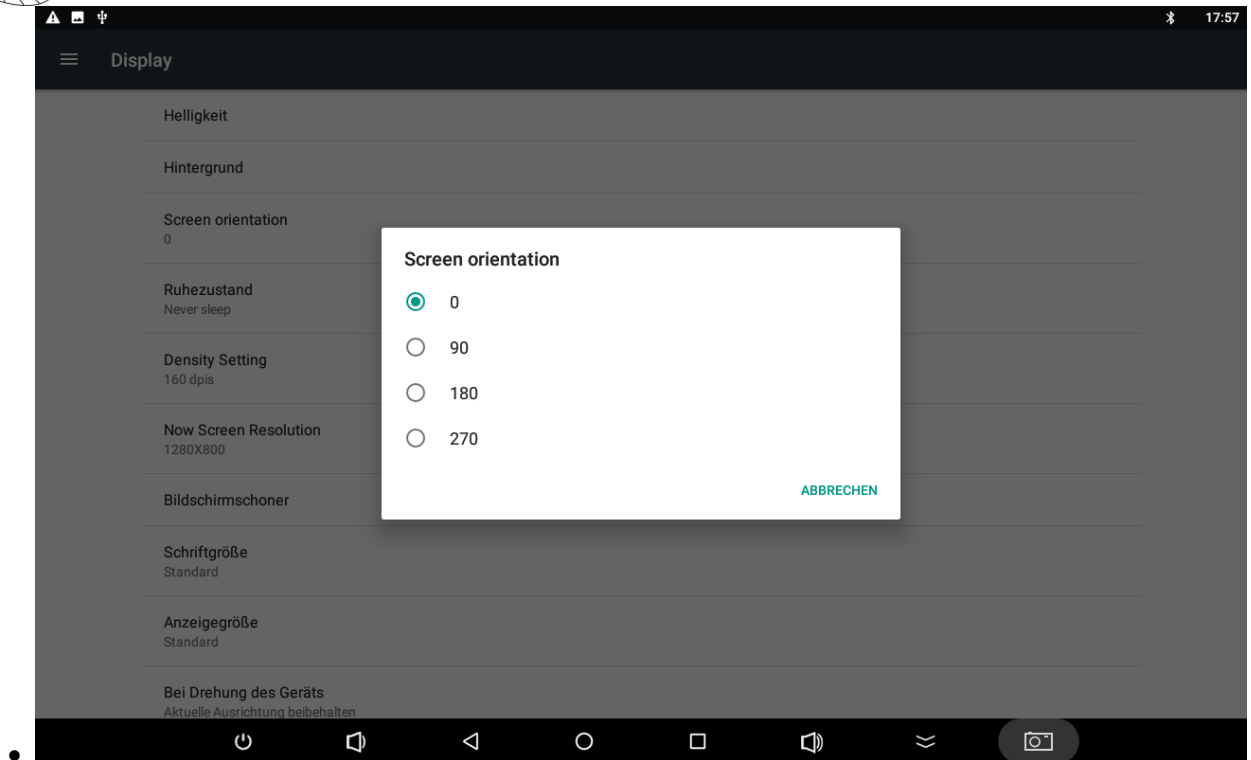 17:57
Display
Helligkeit
Hintergrund
Screen orientation
0
Ruhezustand
Never sleep
Density Setting
160 dpis
Now Screen Resolution
1280X800
Bildschirmschoner
Schriftgröße
Standard
Anzeigegröße
Standard
Bei Drehung des Geräts
Aktuelle Ausrichtung beibehalten
Screen orientation
0
90
180
270
ABBRECHEN